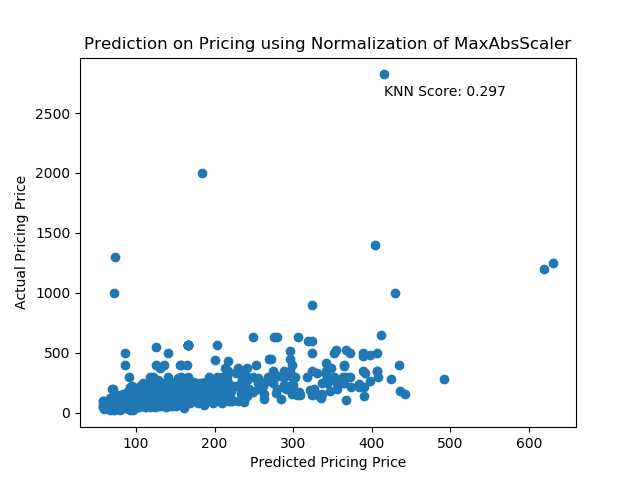 Prediction on Pricing using Normalization of MaxAbsScaler
KNN Score: 0.297
2500
2000
1500
1000
500
0
Actual Pricing Price
100 200 300 400 500 600
Predicted Pricing Price